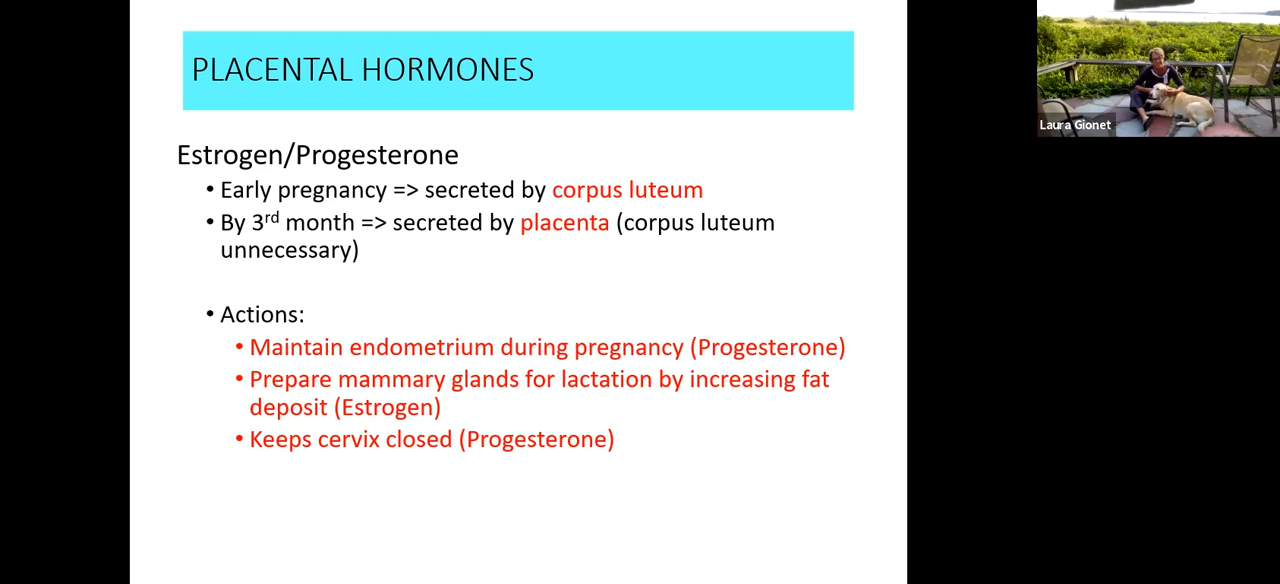 PLACENTAL HORMONES
Estrogen/Progesterone
• Early pregnancy => secreted by corpus luteum
• By 3rd month => secreted by placenta (corpus luteum
unnecessary)
• Actions:
• Maintain endometrium during pregnancy (Progesterone)
• Prepare mammary glands for lactation by increasing fat
deposit (Estrogen)
• Keeps cervix closed (Progesterone)
Laura Gionet